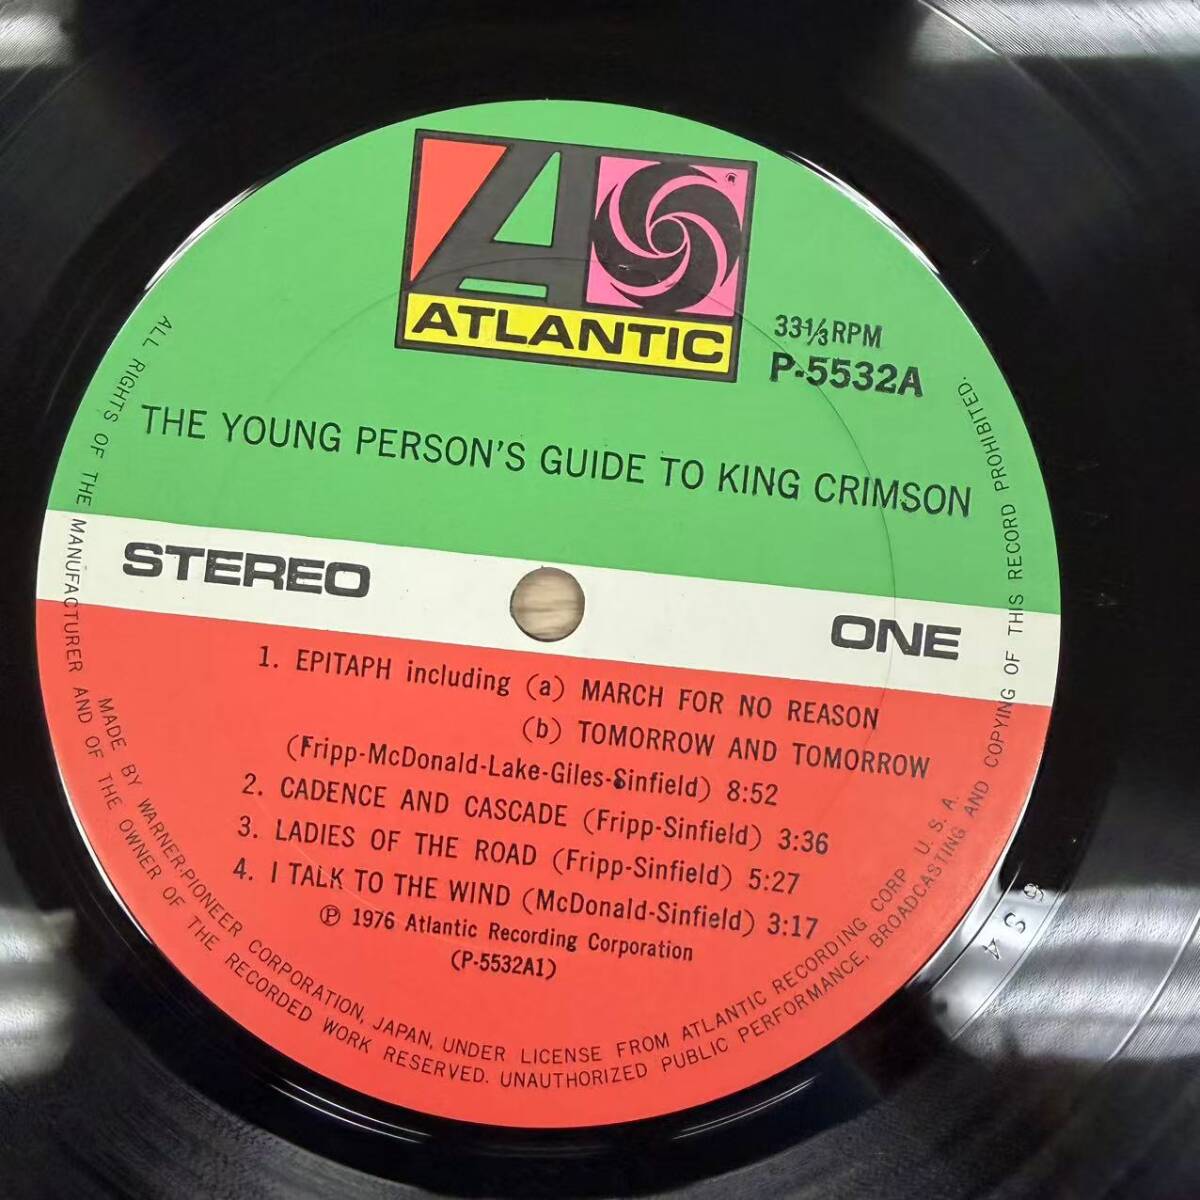 ATLANTIC
33⅓ RPM
P-5532A
THE YOUNG PERSON'S GUIDE TO KING CRIMSON
STEREO
ONE
1. EPITAPH including (a) MARCH FOR NO REASON
(b) TOMORROW AND TOMORROW
(Fripp-McDonald-Lake-Giles-Sinfield) 8:52
2. CADENCE AND CASCADE (Fripp-Sinfield) 3:36
3. LADIES OF THE ROAD (Fripp-Sinfield) 5:27
4. I TALK TO THE WIND (McDonald-Sinfield) 3:17
℗ 1976 Atlantic Recording Corporation
(P-5532A1)
MADE BY WARNER-PIONEER CORPORATION, JAPAN, UNDER LICENSE FROM ATLANTIC RECORDING CORP. U. S. A.
ALL RIGHTS OF THE MANUFACTURER AND OF THE OWNER OF THE RECORDED WORK RESERVED. UNAUTHORIZED PUBLIC PERFORMANCE, BROADCASTING AND COPYING OF THIS RECORD PROHIBITED.